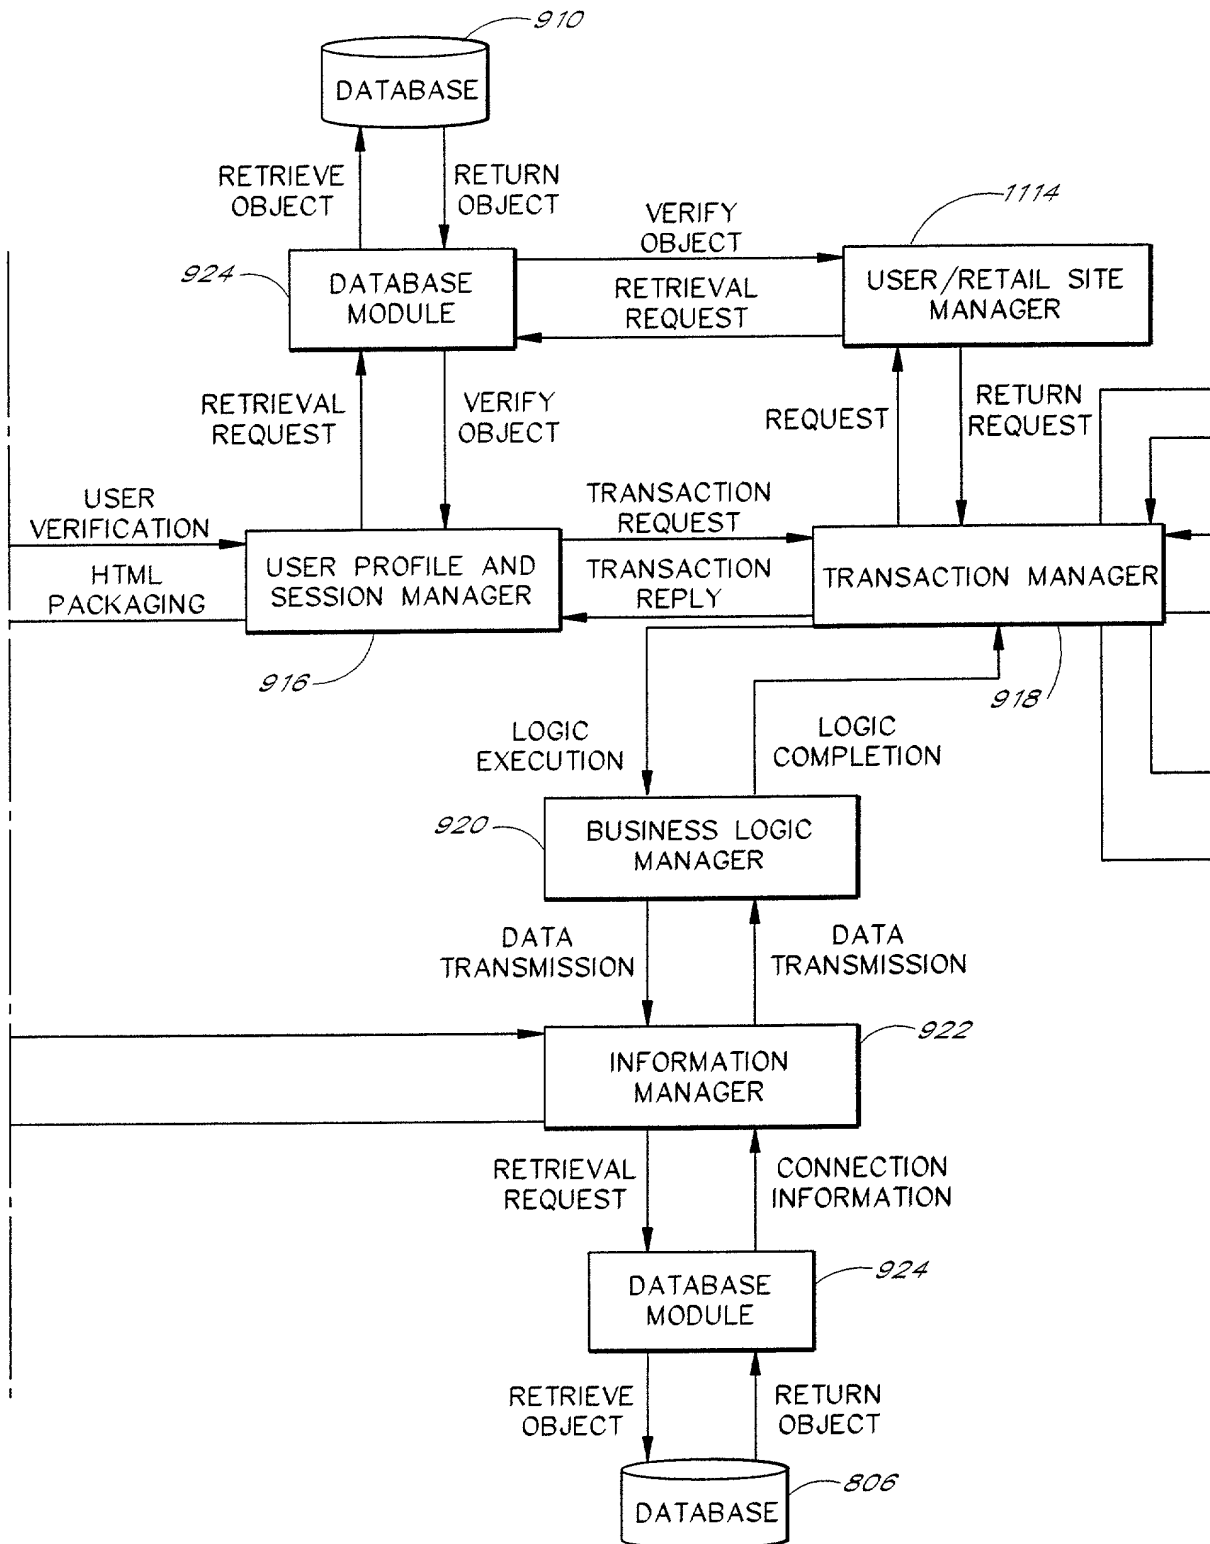 910
DATABASE
RETRIEVE
OBJECT
RETURN
OBJECT
1114
VERIFY
OBJECT
924
DATABASE
MODULE
RETRIEVAL
REQUEST
USER/RETAIL SITE
MANAGER
RETRIEVAL
REQUEST
VERIFY
OBJECT
REQUEST
RETURN
REQUEST
USER
VERIFICATION
TRANSACTION
REQUEST
HTML
PACKAGING
USER PROFILE AND
SESSION MANAGER
TRANSACTION
REPLY
TRANSACTION MANAGER
916
918
LOGIC
EXECUTION
LOGIC
COMPLETION
920
BUSINESS LOGIC
MANAGER
DATA
TRANSMISSION
DATA
TRANSMISSION
922
INFORMATION
MANAGER
RETRIEVAL
REQUEST
CONNECTION
INFORMATION
924
DATABASE
MODULE
RETRIEVE
OBJECT
RETURN
OBJECT
806
DATABASE